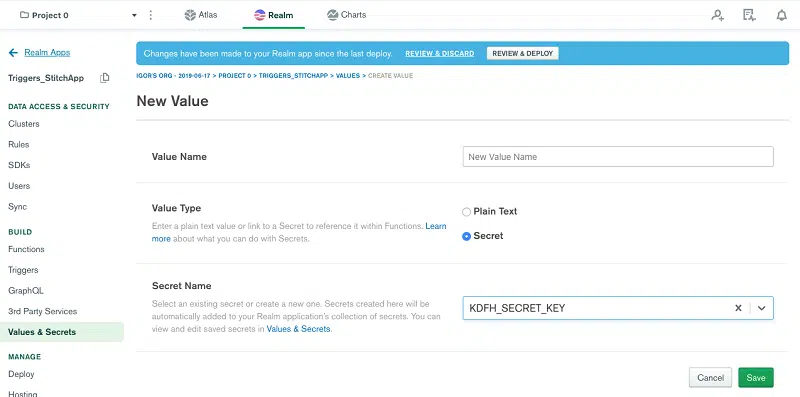 Project 0
Atlas
Realm
Charts
Realm Apps
Changes have been made to your Realm app since the last deploy. REVIEW & DISCARD REVIEW & DEPLOY
IGOR'S ORG - 2019-06-17 > PROJECT 0 > TRIGGERS_STITCHAPP > VALUES > CREATE VALUE
Triggers_StitchApp
New Value
DATA ACCESS & SECURITY
Clusters
Rules
SDKs
Users
Sync
BUILD
Functions
Triggers
GraphQL
3rd Party Services
Values & Secrets
MANAGE
Deploy
Hosting
Value Name
New Value Name
Value Type
Enter a plain text value or link to a Secret to reference it within Functions. Learn
more about what you can do with Secrets.
Plain Text
Secret
Secret Name
Select an existing secret or create a new one. Secrets created here will be
automatically added to your Realm application's collection of secrets. You can
view and edit saved secrets in Values & Secrets.
KDFH_SECRET_KEY
Cancel
Save